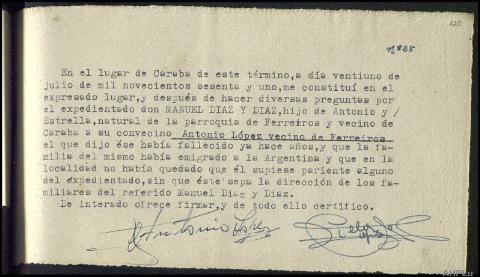 120
nº85
En el lugar de Caraba de este término, a día ventiuno de
julio de mil novecientos sesenta y uno, me constituí en el
expresado lugar, y después de hacer diversas preguntas por
el expedientado don MANUEL DIAZ Y DIAZ, hijo de Antonio y /
Estrella, natural de la parroquia de Ferreiros y vecino de
Caraba a su convecino Antonio López vecino de Ferreiros
el que dijo ése había fallecido ya hace años, y que la fa-
milia del mismo había emigrado a la Argentina y que en la
localidad no había quedado que él supiese pariente alguno
del expedientado, sin que éste sepa la dirección de los fa-
miliares del referido Manuel Diaz y Diaz.
De interado ofrece firmar, y de todo ello certifico.
Antonio Lopez
AHPLu